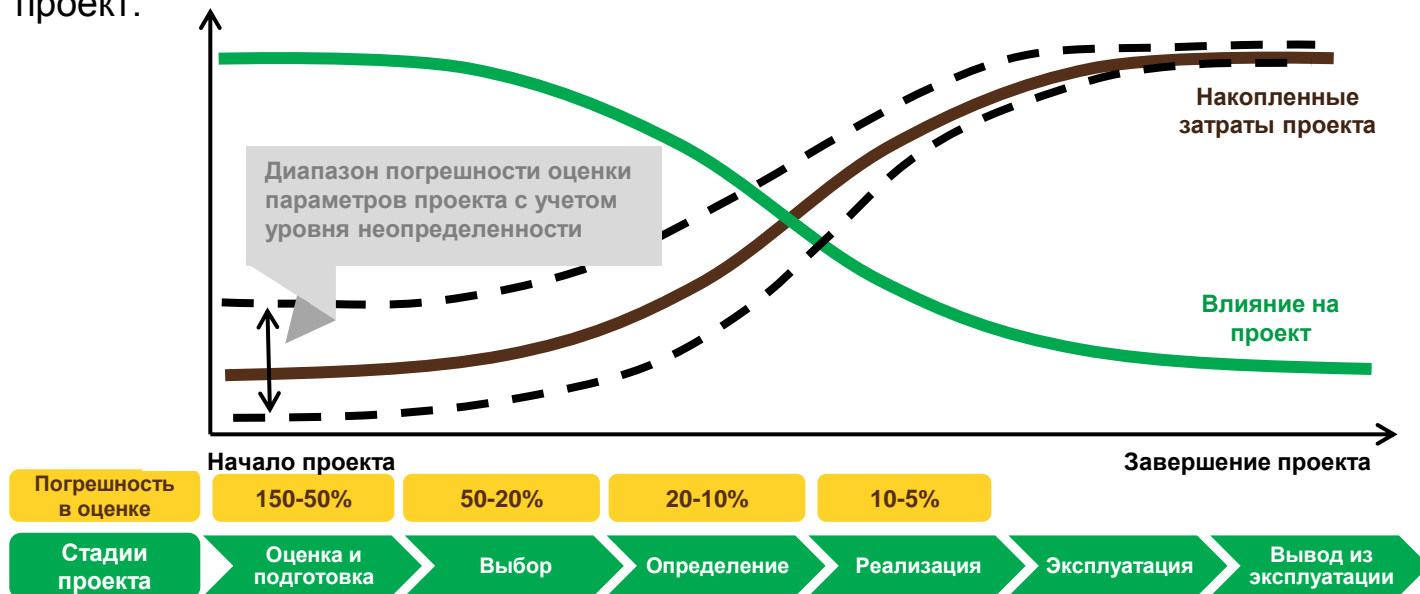 проект.
Накопленные
затраты проекта
Диапазон погрешности оценки
параметров проекта с учетом
уровня неопределенности
Влияние на
проект
Начало проекта
Завершение проекта
Погрешность
в оценке
150-50%
50-20%
20-10%
10-5%
Стадии
проекта
Оценка и
подготовка
Выбор
Определение
Реализация
Эксплуатация
Вывод из
эксплуатации